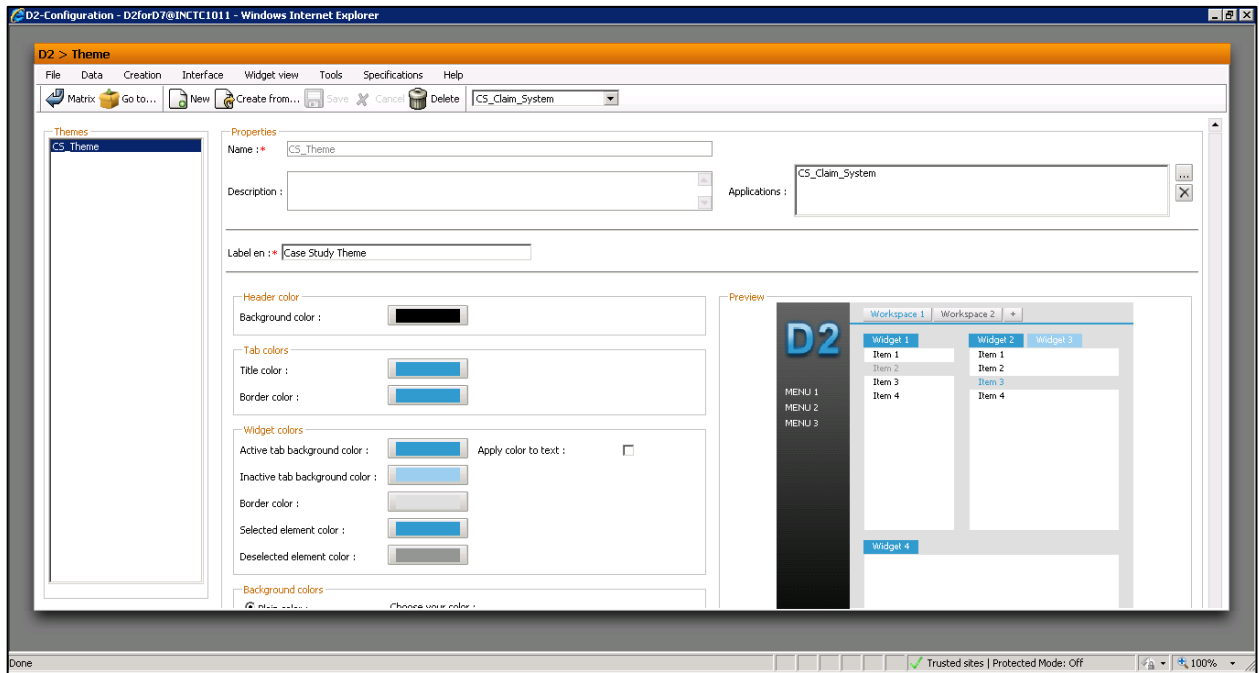 D2-Configuration - D2forD7@INCTC1011 - Windows Internet Explorer
D2 > Theme
File Data Creation Interface Widget view Tools Specifications Help
Matrix Go to... New Create from... Save Cancel Delete CS_Claim_System
Themes
CS_Theme
Properties
Name :* CS_Theme
Description :
Applications : CS_Claim_System
...
Label en :* Case Study Theme
Header color
Background color :
Tab colors
Title color :
Border color :
Widget colors
Active tab background color : Apply color to text :
Inactive tab background color :
Border color :
Selected element color :
Deselected element color :
Background colors
Plain color : Choose your color :
Preview
D2
MENU 1
MENU 2
MENU 3
Workspace 1 Workspace 2 +
Widget 1
Item 1
Item 2
Item 3
Item 4
Widget 2 Widget 3
Item 1
Item 2
Item 3
Item 4
Widget 4
Done Trusted sites | Protected Mode: Off 100%